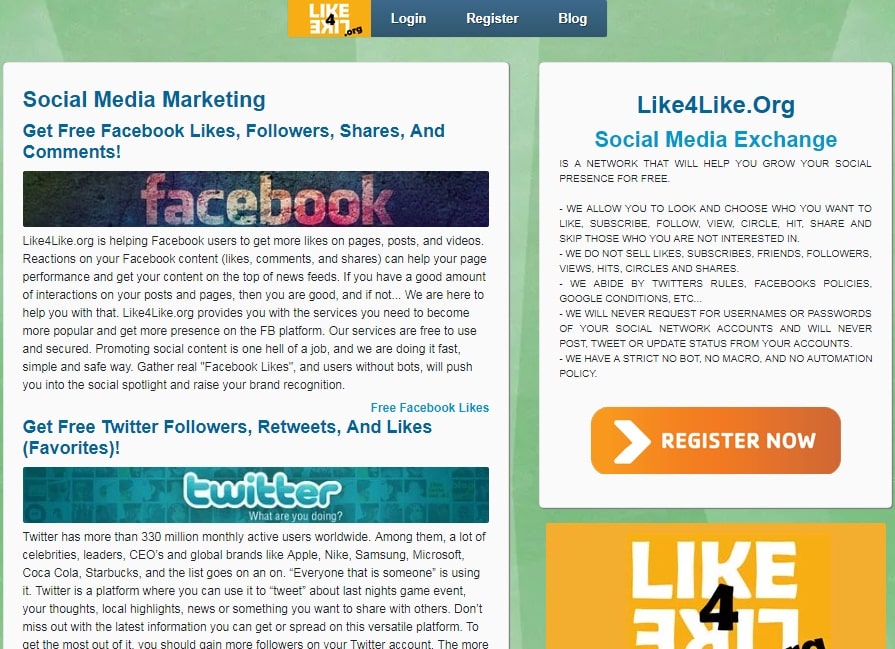 LIKE
4
LIKE
.org
Login
Register
Blog
Social Media Marketing
Get Free Facebook Likes, Followers, Shares, And
Comments!
facebook
Like4Like.org is helping Facebook users to get more likes on pages, posts, and videos.
Reactions on your Facebook content (likes, comments, and shares) can help your page
performance and get your content on the top of news feeds. If you have a good amount
of interactions on your posts and pages, then you are good, and if not... We are here to
help you with that. Like4Like.org provides you with the services you need to become
more popular and get more presence on the FB platform. Our services are free to use
and secured. Promoting social content is one hell of a job, and we are doing it fast,
simple and safe way. Gather real "Facebook Likes", and users without bots, will push
you into the social spotlight and raise your brand recognition.
Free Facebook Likes
Get Free Twitter Followers, Retweets, And Likes
(Favorites)!
twitter
What are you doing?
Twitter has more than 330 million monthly active users worldwide. Among them, a lot of
celebrities, leaders, CEO's and global brands like Apple, Nike, Samsung, Microsoft,
Coca Cola, Starbucks, and the list goes on an on. “Everyone that is someone” is using
it. Twitter is a platform where you can use it to “tweet” about last nights game event,
your thoughts, local highlights, news or something you want to share with others. Don’t
miss out with the latest information you can get or spread on this versatile platform. To
get the most out of it, you should gain more followers on your Twitter account. The more
Like4Like.Org
Social Media Exchange
IS A NETWORK THAT WILL HELP YOU GROW YOUR SOCIAL
PRESENCE FOR FREE.
- WE ALLOW YOU TO LOOK AND CHOOSE WHO YOU WANT TO
LIKE, SUBSCRIBE, FOLLOW, VIEW, CIRCLE, HIT, SHARE AND
SKIP THOSE WHO YOU ARE NOT INTERESTED IN.
- WE DO NOT SELL LIKES, SUBSCRIBES, FRIENDS, FOLLOWERS,
VIEWS, HITS, CIRCLES AND SHARES.
- WE ABIDE BY TWITTERS RULES, FACEBOOKS POLICIES,
GOOGLE CONDITIONS, ETC...
- WE WILL NEVER REQUEST FOR USERNAMES OR PASSWORDS
OF YOUR SOCIAL NETWORK ACCOUNTS AND WILL NEVER
POST, TWEET OR UPDATE STATUS FROM YOUR ACCOUNTS.
- WE HAVE A STRICT NO BOT, NO MACRO, AND NO AUTOMATION
POLICY.
REGISTER NOW
LIKE
4
LIKE
.org